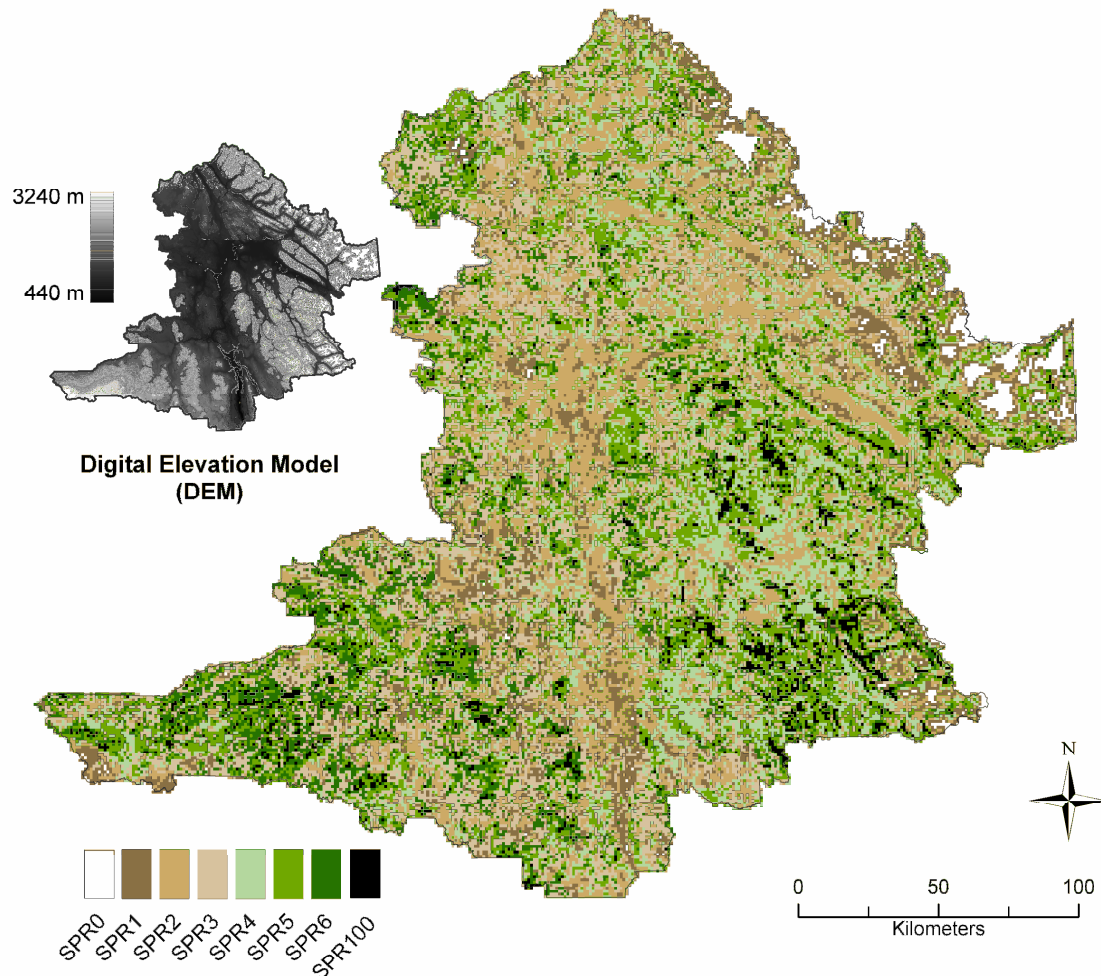 3240 m
440 m
Digital Elevation Model
(DEM)
N
SPR0
SPR1
SPR2
SPR3
SPR4
SPR5
SPR6
SPR100
0 50 100
Kilometers